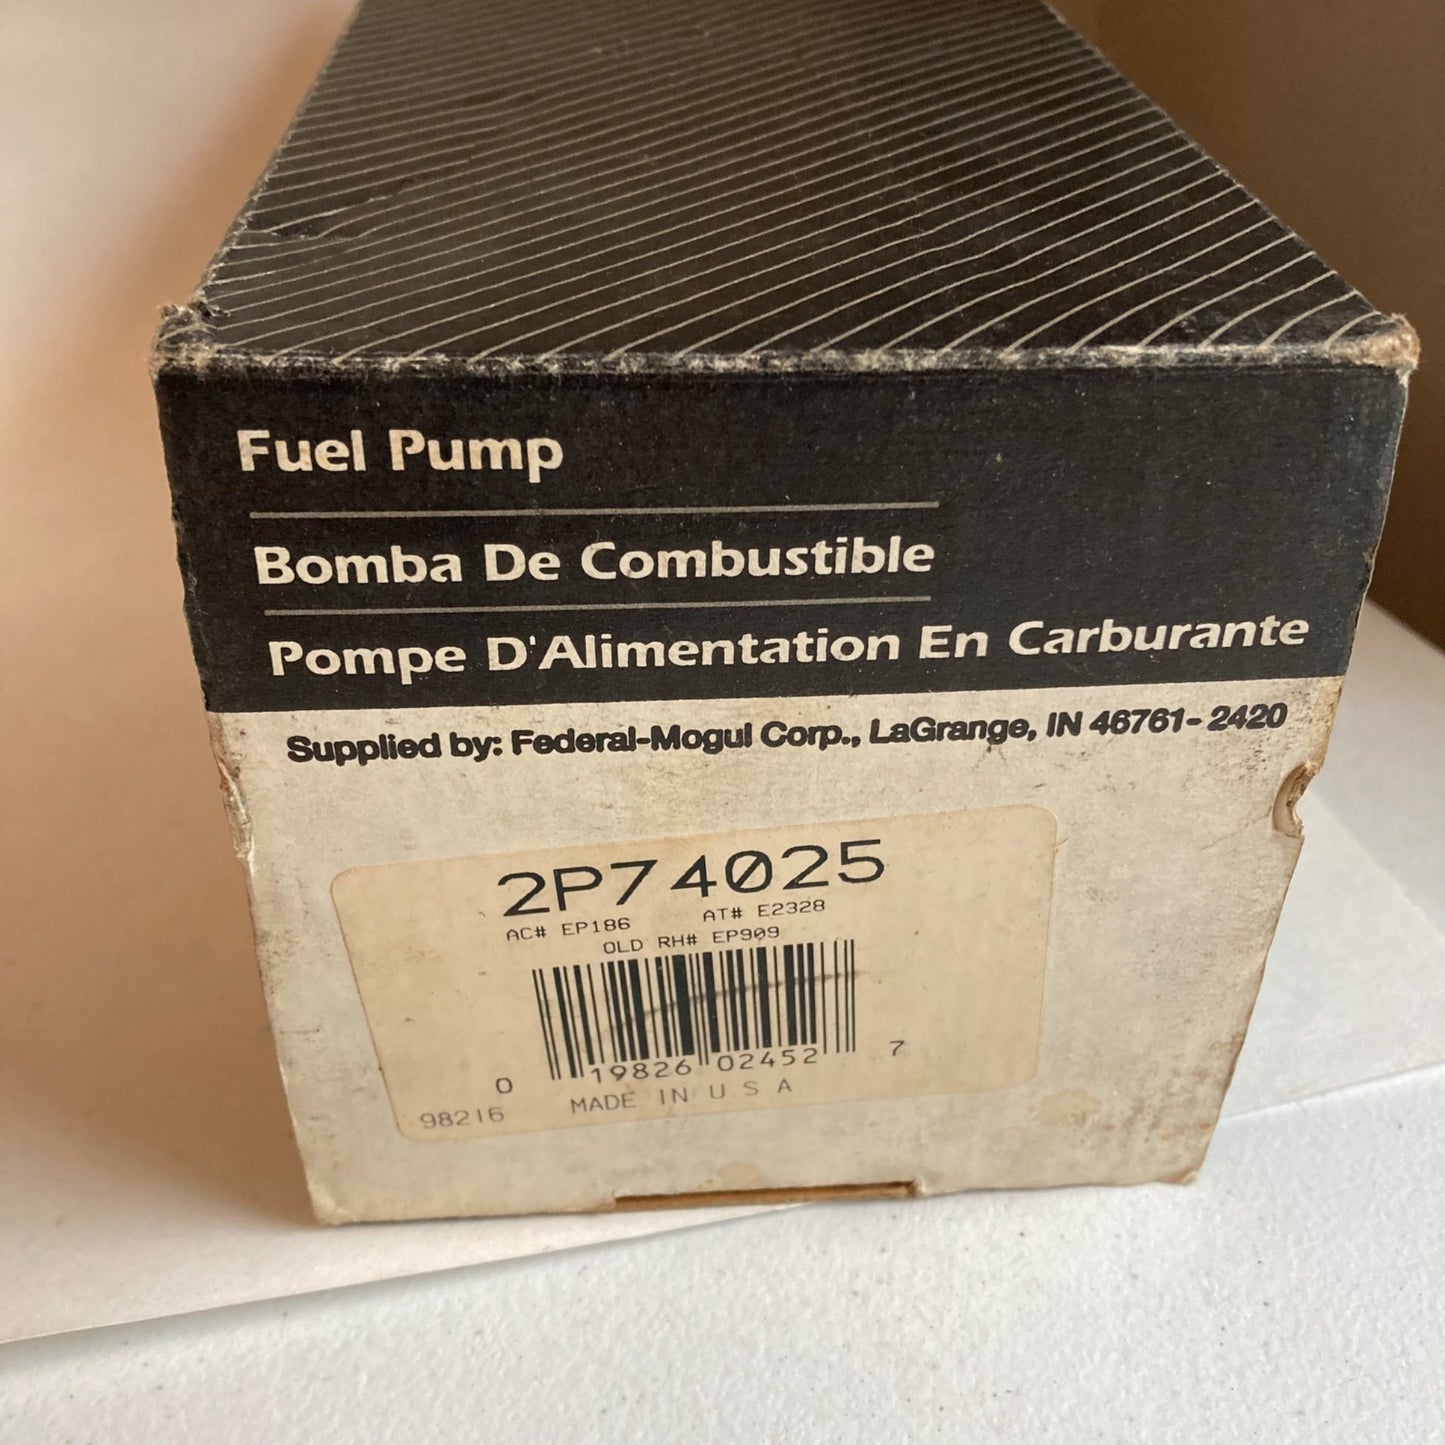 Fuel Pump
Bomba De Combustible
Pompe D'Alimentation En Carburante
Supplied by: Federal-Mogul Corp., LaGrange, IN 46761-2420
2P74025
AC# EP186 AT# E2328
OLD RH# EP909
0 19826 02452 7
98216 MADE IN U S A